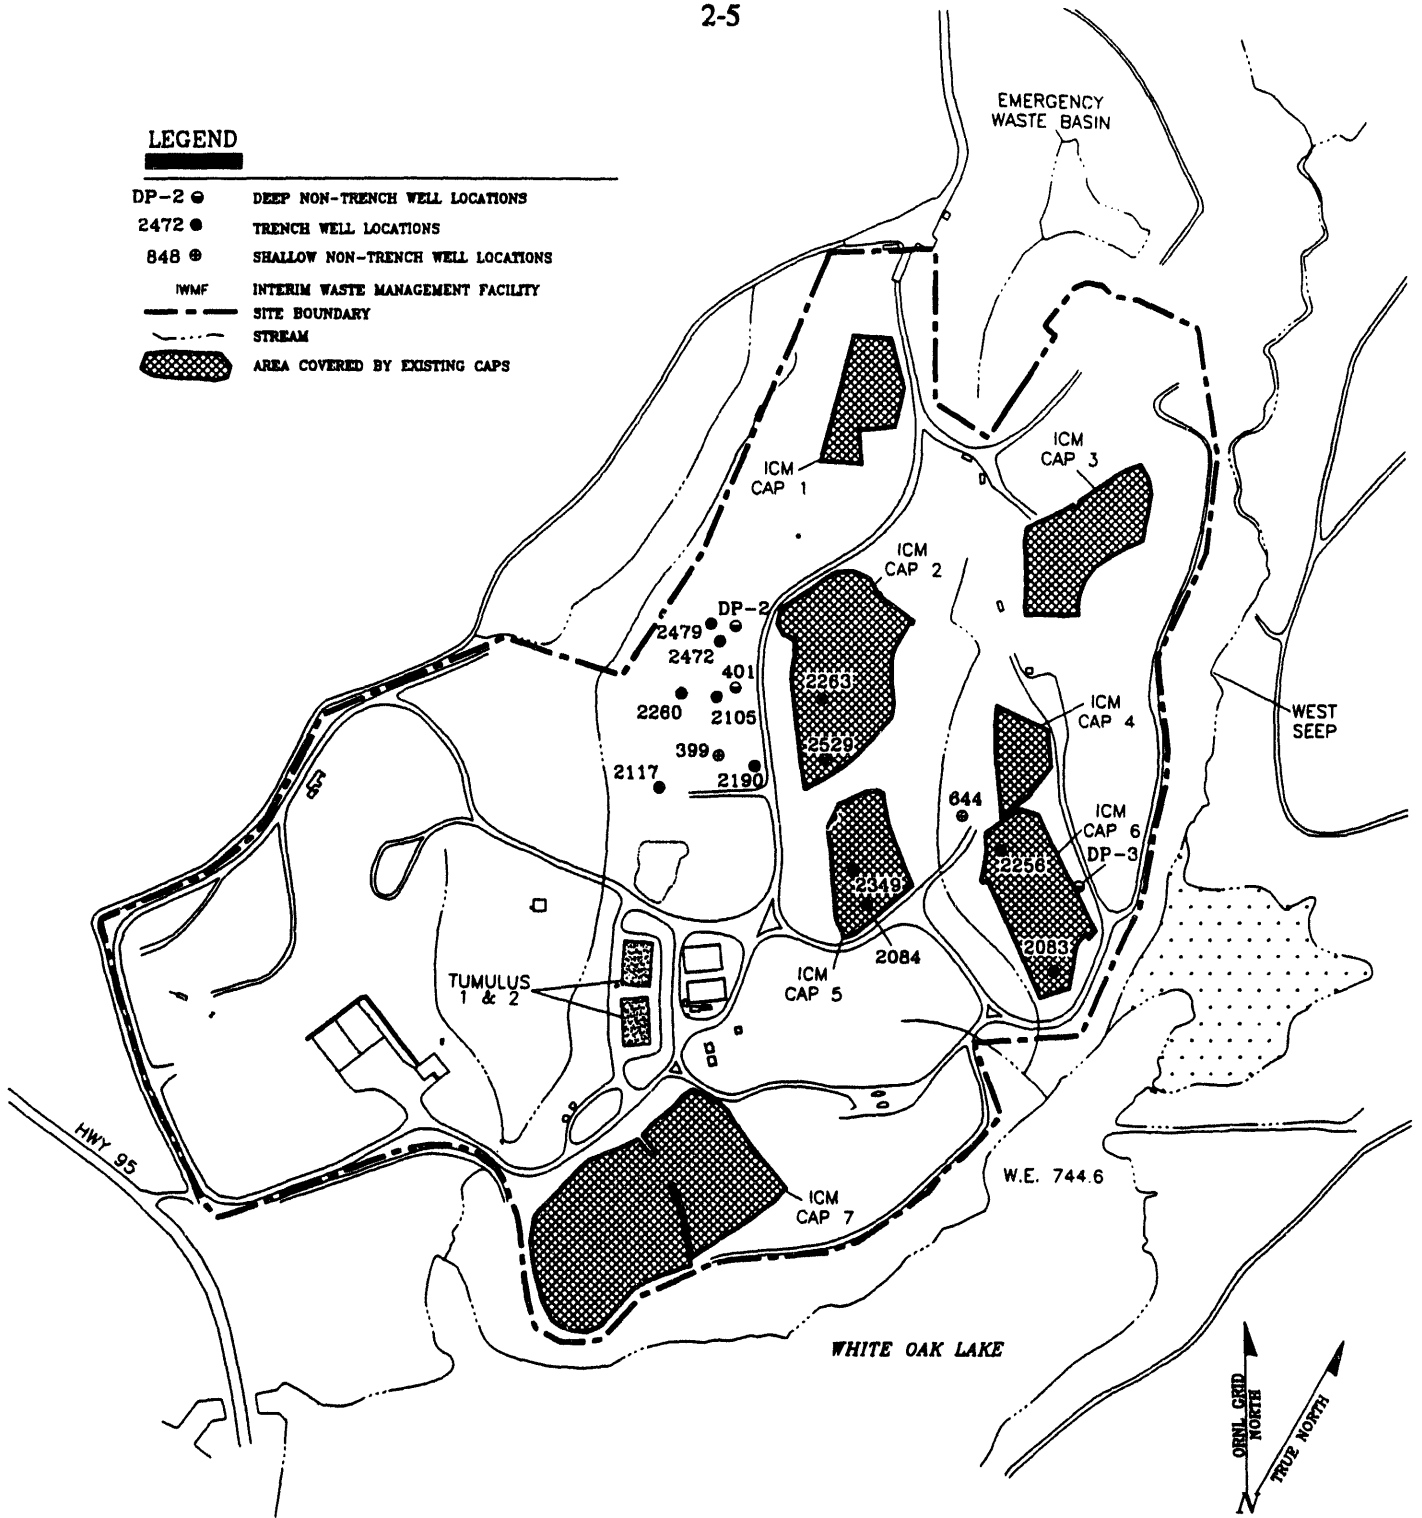 2-5
EMERGENCY
WASTE BASIN
LEGEND
DP-2 DEEP NON-TRENCH WELL LOCATIONS
2472 TRENCH WELL LOCATIONS
848 SHALLOW NON-TRENCH WELL LOCATIONS
IWMF INTERIM WASTE MANAGEMENT FACILITY
SITE BOUNDARY
STREAM
AREA COVERED BY EXISTING CAPS
ICM
CAP 1
ICM
CAP 3
ICM
CAP 2
DP-2
2479
2472
401
2260
2105
2263
399
2529
2117
2190
ICM
CAP 4
WEST
SEEP
644
ICM
CAP 6
DP-3
2256
2349
2083
2084
ICM
CAP 5
TUMULUS
1 & 2
HWY 95
W.E. 744.6
ICM
CAP 7
WHITE OAK LAKE
ORNL GRID
NORTH
TRUE NORTH
N